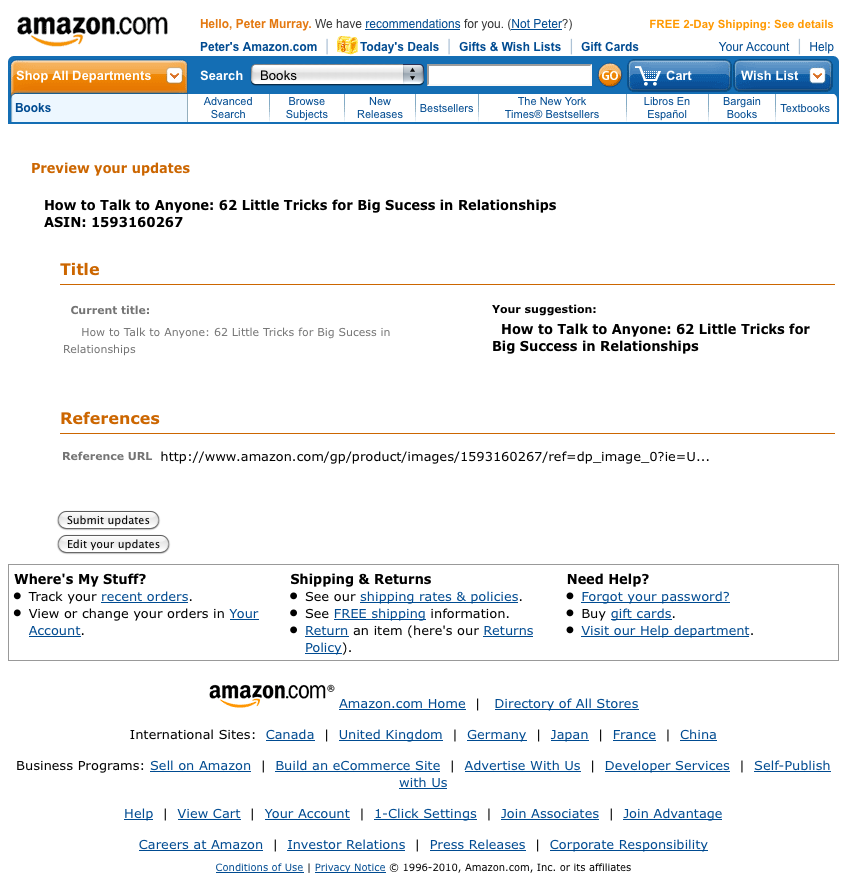 amazon.com
Hello, Peter Murray. We have recommendations for you. (Not Peter?)
FREE 2-Day Shipping: See details
Peter's Amazon.com
Today's Deals
Gifts & Wish Lists
Gift Cards
Your Account
Help
Shop All Departments
Search
Books
GO
Cart
Wish List
Books
Advanced
Search
Browse
Subjects
New
Releases
Bestsellers
The New York
Times® Bestsellers
Libros En
Español
Bargain
Books
Textbooks
Preview your updates
How to Talk to Anyone: 62 Little Tricks for Big Sucess in Relationships
ASIN: 1593160267
Title
Current title:
How to Talk to Anyone: 62 Little Tricks for Big Sucess in
Relationships
Your suggestion:
How to Talk to Anyone: 62 Little Tricks for
Big Success in Relationships
References
Reference URL http://www.amazon.com/gp/product/images/1593160267/ref=dp_image_0?ie=U...
Submit updates
Edit your updates
Where's My Stuff?
● Track your recent orders.
● View or change your orders in Your
Account.
Shipping & Returns
● See our shipping rates & policies.
● See FREE shipping information.
● Return an item (here's our Returns
Policy).
Need Help?
● Forgot your password?
● Buy gift cards.
● Visit our Help department.
amazon.com® Amazon.com Home | Directory of All Stores
International Sites: Canada | United Kingdom | Germany | Japan | France | China
Business Programs: Sell on Amazon | Build an eCommerce Site | Advertise With Us | Developer Services | Self-Publish
with Us
Help | View Cart | Your Account | 1-Click Settings | Join Associates | Join Advantage
Careers at Amazon | Investor Relations | Press Releases | Corporate Responsibility
Conditions of Use | Privacy Notice © 1996-2010, Amazon.com, Inc. or its affiliates